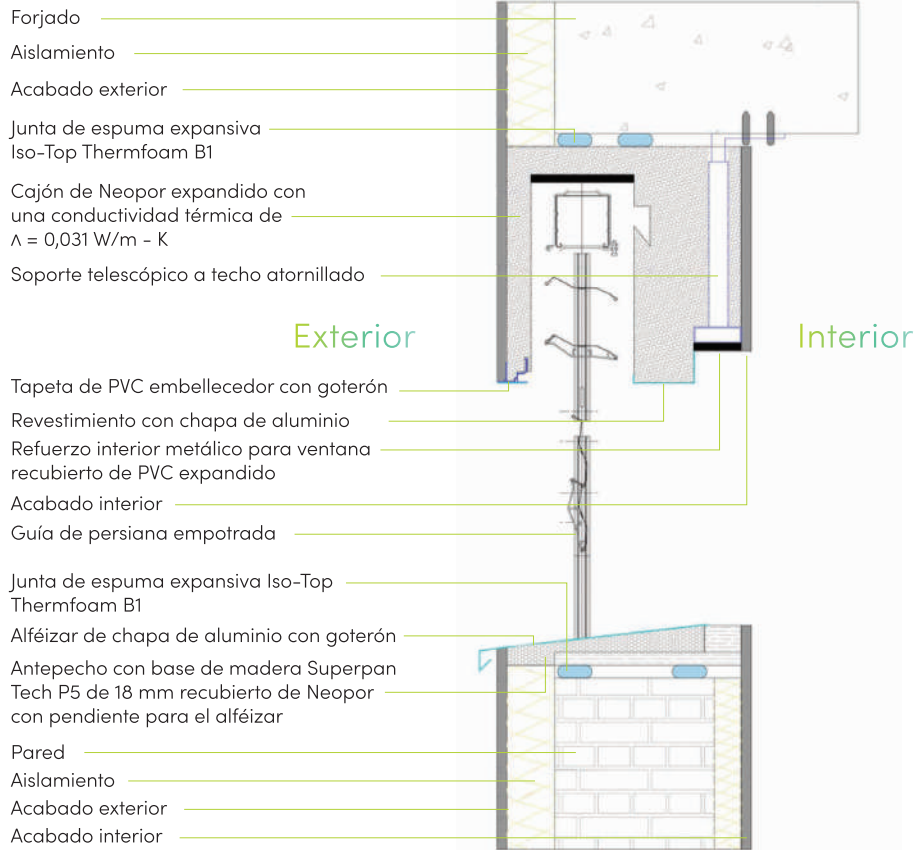 Forjado
Aislamiento
Acabado exterior
Junta de espuma expansiva
Iso-Top Thermfoam B1
Cajón de Neopor expandido con
una conductividad térmica de
Λ = 0,031 W/m - K
Soporte telescópico a techo atornillado
Exterior
Interior
Tapeta de PVC embellecedor con goterón
Revestimiento con chapa de aluminio
Refuerzo interior metálico para ventana
recubierto de PVC expandido
Acabado interior
Guía de persiana empotrada
Junta de espuma expansiva Iso-Top
Thermfoam B1
Alféizar de chapa de aluminio con goterón
Antepecho con base de madera Superpan
Tech P5 de 18 mm recubierto de Neopor
con pendiente para el alféizar
Pared
Aislamiento
Acabado exterior
Acabado interior